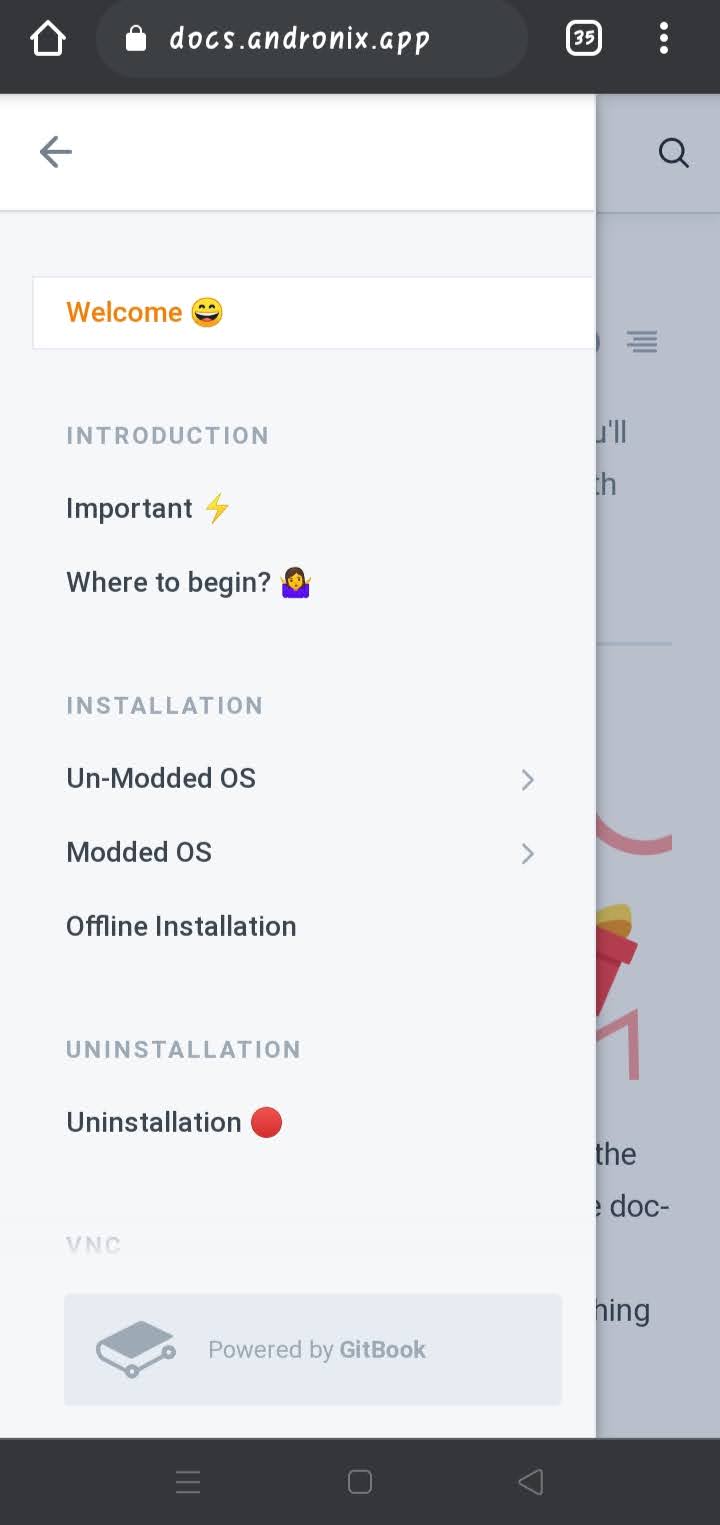 docs.andronix.app
35
Welcome 😄
u'll
INTRODUCTION
th
Important ⚡
Where to begin? 🤷‍♀️
INSTALLATION
Un-Modded OS
Modded OS
Offline Installation
UNINSTALLATION
Uninstallation 🔴
the
doc-
VNC
hing
Powered by GitBook